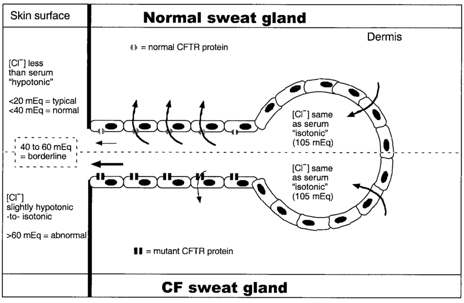 Skin surface
Normal sweat gland
= normal CFTR protein
Dermis
[Cl⁻] less
than serum
"hypotonic"
<20 mEq = typical
<40 mEq = normal
[Cl⁻] same
as serum
"isotonic"
(105 mEq)
40 to 60 mEq
= borderline
[Cl⁻] same
as serum
"isotonic"
(105 mEq)
[Cl⁻]
slightly hypotonic
-to- isotonic
>60 mEq = abnormal
= mutant CFTR protein
CF sweat gland